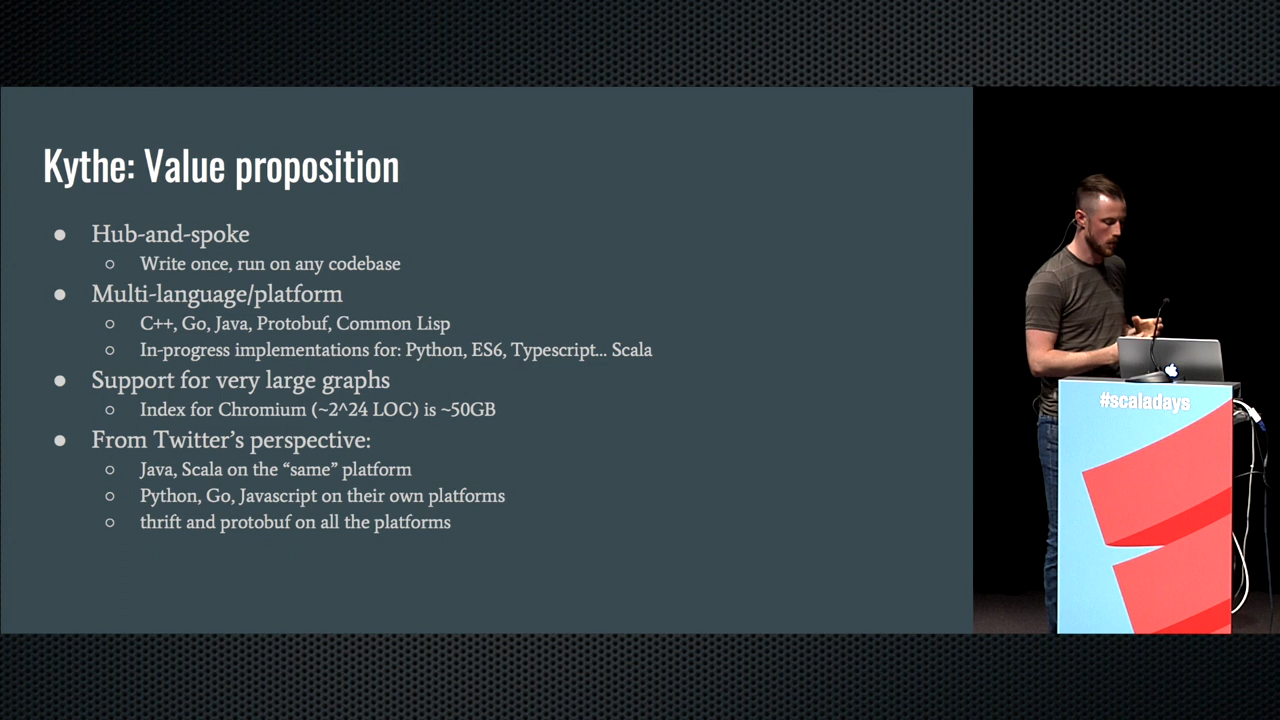 Kythe: Value proposition
● Hub-and-spoke
○ Write once, run on any codebase
● Multi-language/platform
○ C++, Go, Java, Protobuf, Common Lisp
○ In-progress implementations for: Python, ES6, Typescript... Scala
● Support for very large graphs
○ Index for Chromium (~2^24 LOC) is ~50GB
● From Twitter’s perspective:
○ Java, Scala on the “same” platform
○ Python, Go, Javascript on their own platforms
○ thrift and protobuf on all the platforms
#scaladays